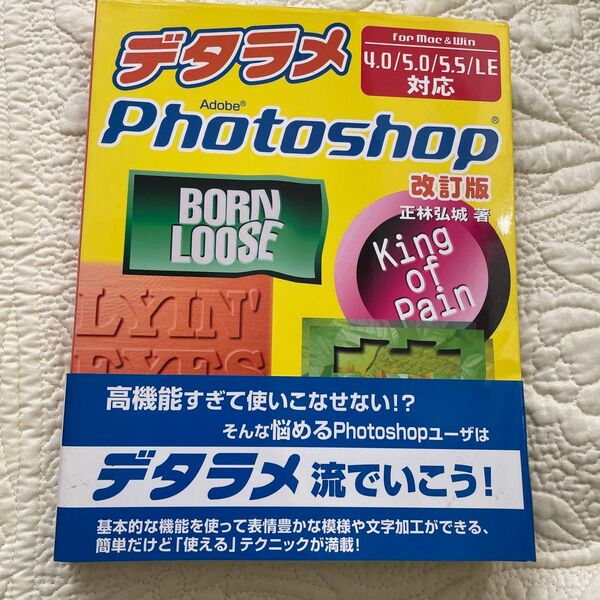 デタラメ
for Mac & Win
4.0/5.0/5.5/LE
対応
Adobe®
Photoshop®
改訂版
正林弘城 著
BORN
LOOSE
King
of
Pain
LYIN'
EYES
高機能すぎて使いこなせない!?
そんな悩めるPhotoshopユーザは
デタラメ流でいこう!
基本的な機能を使って表情豊かな模様や文字加工ができる、
簡単だけど「使える」テクニックが満載!